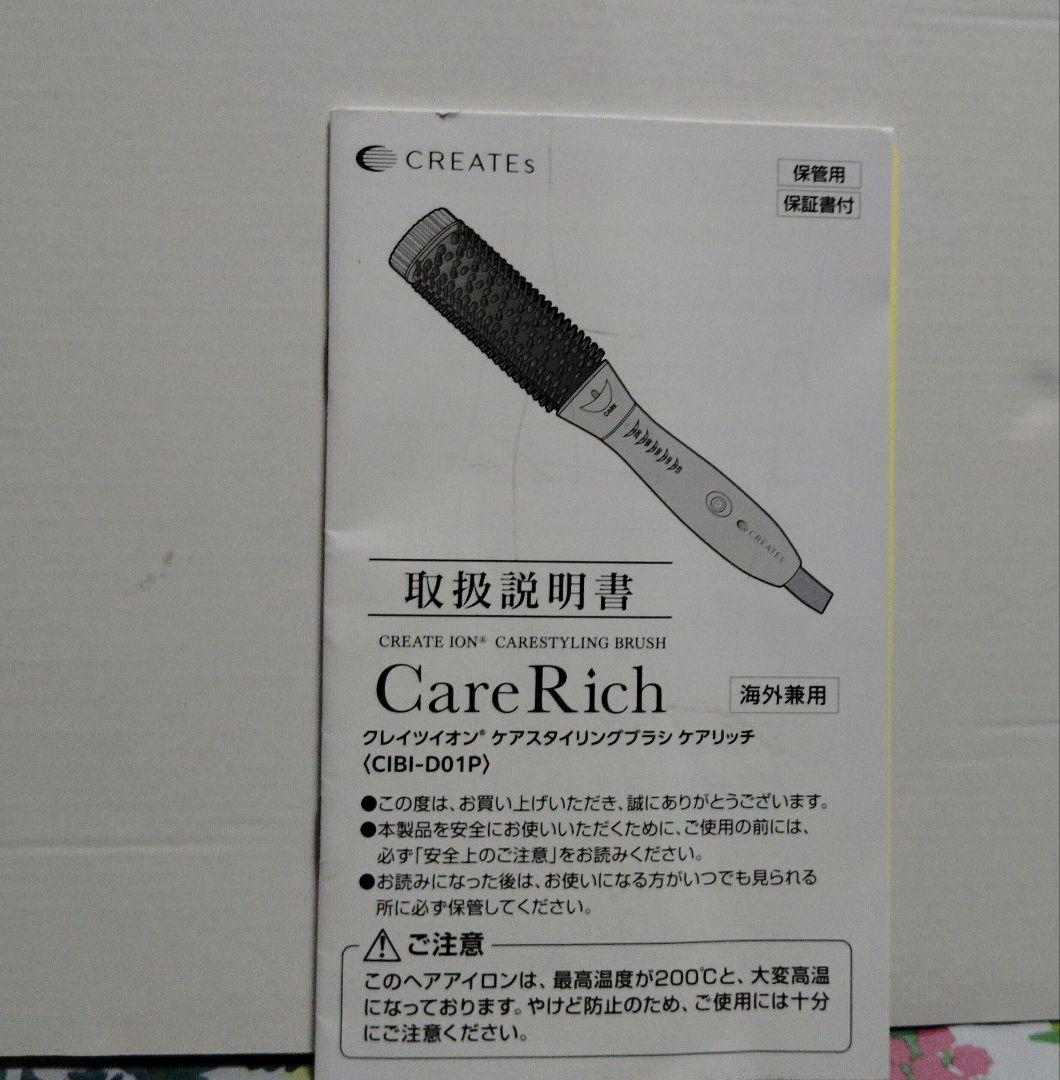 CREATEs
保管用
保証書付
CARE
CREATEs
取扱説明書
CREATE ION® CARESTYLING BRUSH
CareRich
海外兼用
クレイツイオン® ケアスタイリングブラシ ケアリッチ
〈CIBI-D01P〉
●この度は、お買い上げいただき、誠にありがとうございます。
●本製品を安全にお使いいただくために、ご使用の前には、
必ず「安全上のご注意」をお読みください。
●お読みになった後は、お使いになる方がいつでも見られる
所に必ず保管してください。
ご注意
このヘアアイロンは、最高温度が200℃と、大変高温
になっております。やけど防止のため、ご使用には十分
にご注意ください。